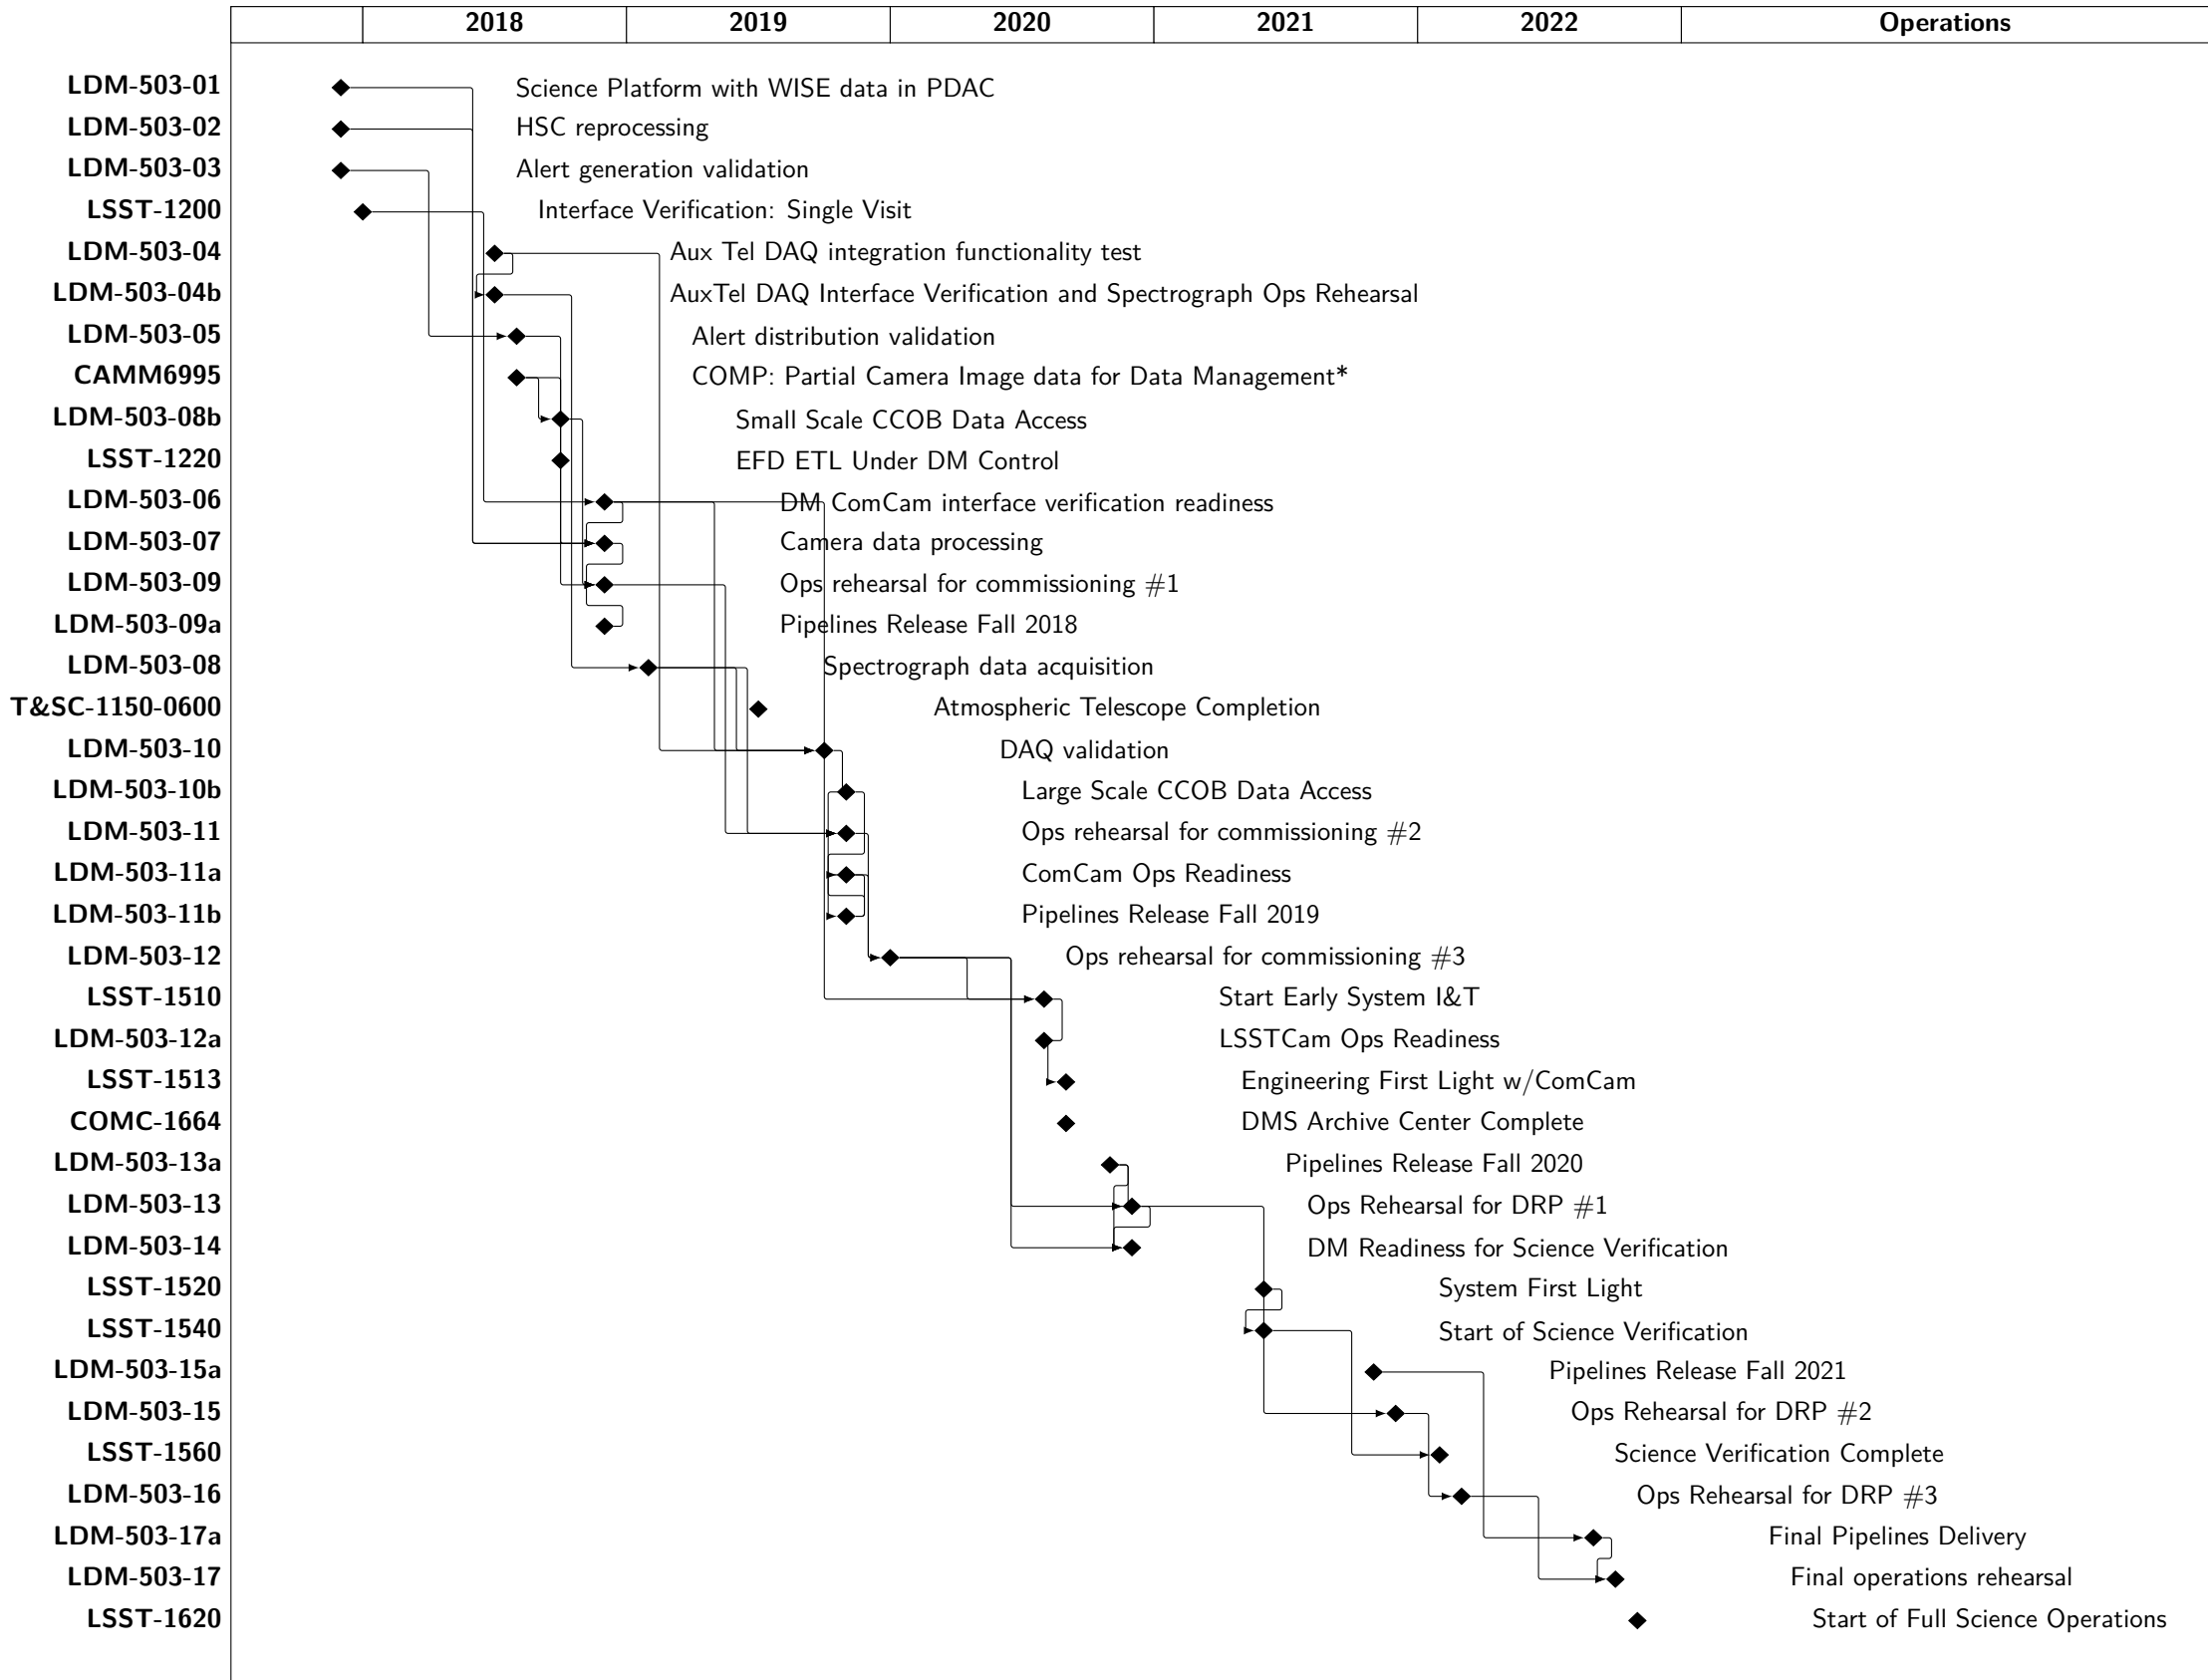 2018 2019 2020 2021 2022 Operations
LDM-503-01 Science Platform with WISE data in PDAC
LDM-503-02 HSC reprocessing
LDM-503-03 Alert generation validation
LSST-1200 Interface Verification: Single Visit
LDM-503-04 Aux Tel DAQ integration functionality test
LDM-503-04b AuxTel DAQ Interface Verification and Spectrograph Ops Rehearsal
LDM-503-05 Alert distribution validation
CAMM6995 COMP: Partial Camera Image data for Data Management*
LDM-503-08b Small Scale CCOB Data Access
LSST-1220 EFD ETL Under DM Control
LDM-503-06 DM ComCam interface verification readiness
LDM-503-07 Camera data processing
LDM-503-09 Ops rehearsal for commissioning #1
LDM-503-09a Pipelines Release Fall 2018
LDM-503-08 Spectrograph data acquisition
T&SC-1150-0600 Atmospheric Telescope Completion
LDM-503-10 DAQ validation
LDM-503-10b Large Scale CCOB Data Access
LDM-503-11 Ops rehearsal for commissioning #2
LDM-503-11a ComCam Ops Readiness
LDM-503-11b Pipelines Release Fall 2019
LDM-503-12 Ops rehearsal for commissioning #3
LSST-1510 Start Early System I&T
LDM-503-12a LSSTCam Ops Readiness
LSST-1513 Engineering First Light w/ComCam
COMC-1664 DMS Archive Center Complete
LDM-503-13a Pipelines Release Fall 2020
LDM-503-13 Ops Rehearsal for DRP #1
LDM-503-14 DM Readiness for Science Verification
LSST-1520 System First Light
LSST-1540 Start of Science Verification
LDM-503-15a Pipelines Release Fall 2021
LDM-503-15 Ops Rehearsal for DRP #2
LSST-1560 Science Verification Complete
LDM-503-16 Ops Rehearsal for DRP #3
LDM-503-17a Final Pipelines Delivery
LDM-503-17 Final operations rehearsal
LSST-1620 Start of Full Science Operations